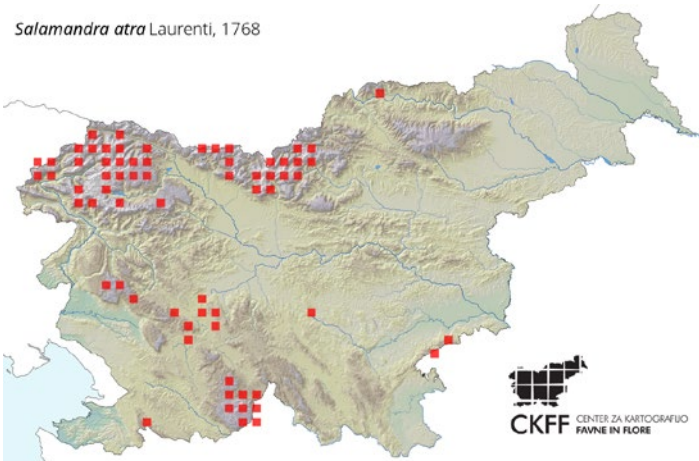 Salamandra atra Laurenti, 1768
CKFF CENTER ZA KARTOGRAFIJO
FAVNE IN FLORE